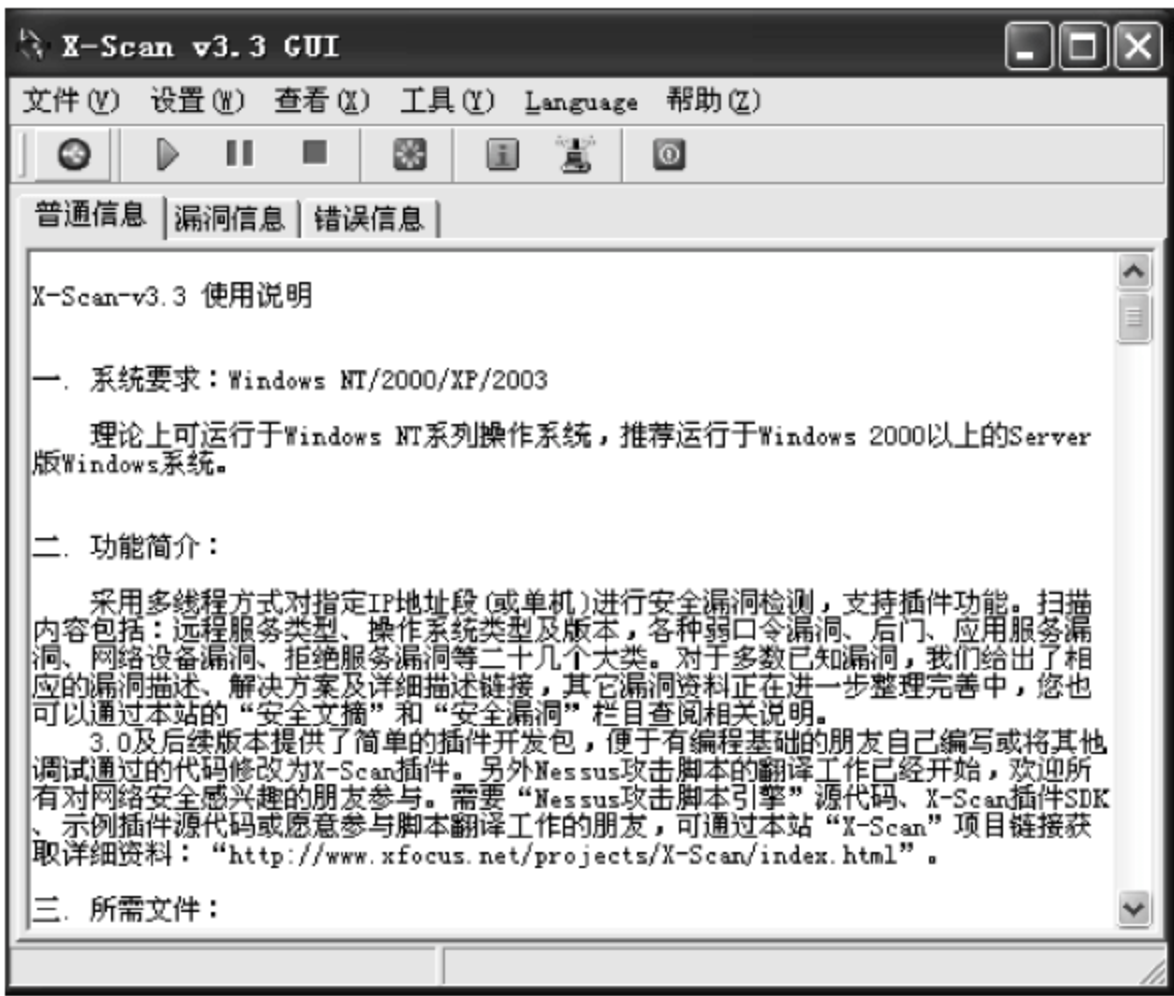 X-Scan v3.3 GUI
文件(V) 设置(W) 查看(X) 工具(Y) Language 帮助(Z)
普通信息 漏洞信息 错误信息
X-Scan-v3.3 使用说明
一. 系统要求：Windows NT/2000/XP/2003
理论上可运行于Windows NT系列操作系统，推荐运行于Windows 2000以上的Server
版Windows系统。
二. 功能简介：
采用多线程方式对指定IP地址段(或单机)进行安全漏洞检测，支持插件功能。扫描
内容包括：远程服务类型、操作系统类型及版本，各种弱口令漏洞、后门、应用服务漏
洞、网络设备漏洞、拒绝服务漏洞等二十几个大类。对于多数已知漏洞，我们给出了相
应的漏洞描述、解决方案及详细描述链接，其它漏洞资料正在进一步整理完善中，您也
可以通过本站的“安全文摘”和“安全漏洞”栏目查阅相关说明。
3.0及后续版本提供了简单的插件开发包，便于有编程基础的朋友自己编写或将其他
调试通过的代码修改为X-Scan插件。另外Nessus攻击脚本的翻译工作已经开始，欢迎所
有对网络安全感兴趣的朋友参与。需要“Nessus攻击脚本引擎”源代码、X-Scan插件SDK
、示例插件源代码或愿意参与脚本翻译工作的朋友，可通过本站“X-Scan”项目链接获
取详细资料：“http://www.xfocus.net/projects/X-Scan/index.html”。
三. 所需文件：